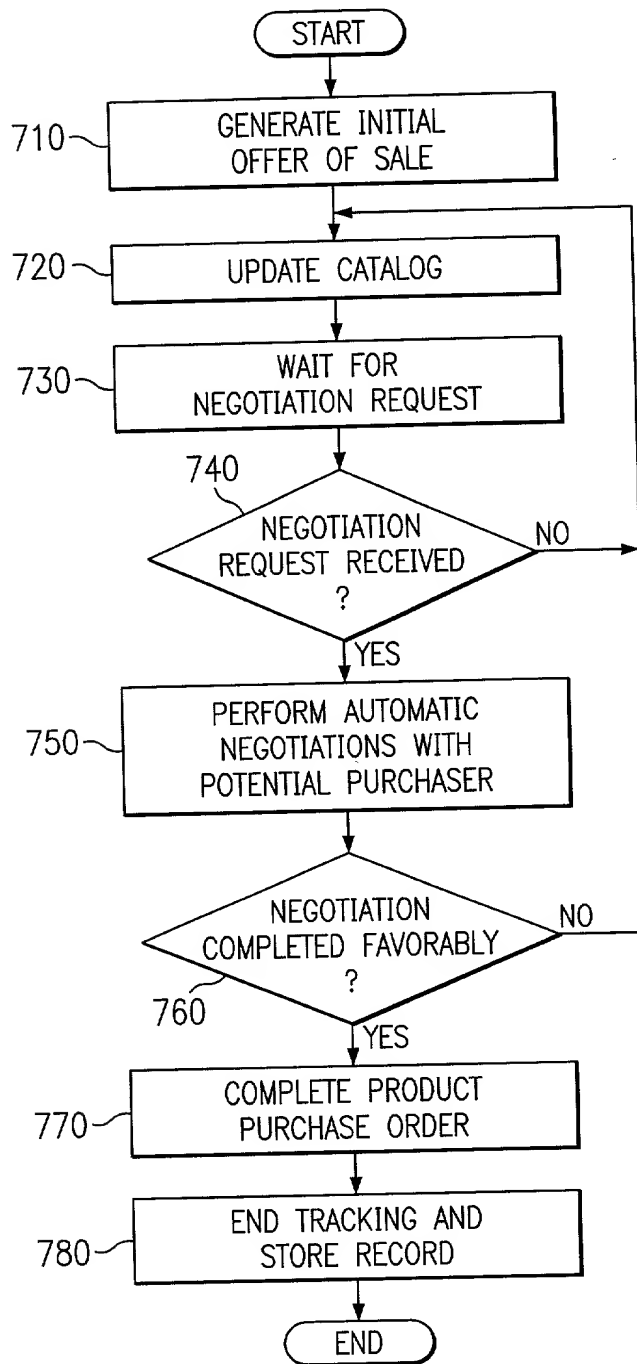 START
710
GENERATE INITIAL
OFFER OF SALE
720
UPDATE CATALOG
730
WAIT FOR
NEGOTIATION REQUEST
740
NEGOTIATION
REQUEST RECEIVED
?
NO
YES
750
PERFORM AUTOMATIC
NEGOTIATIONS WITH
POTENTIAL PURCHASER
NEGOTIATION
COMPLETED FAVORABLY
?
NO
760
YES
770
COMPLETE PRODUCT
PURCHASE ORDER
780
END TRACKING AND
STORE RECORD
END